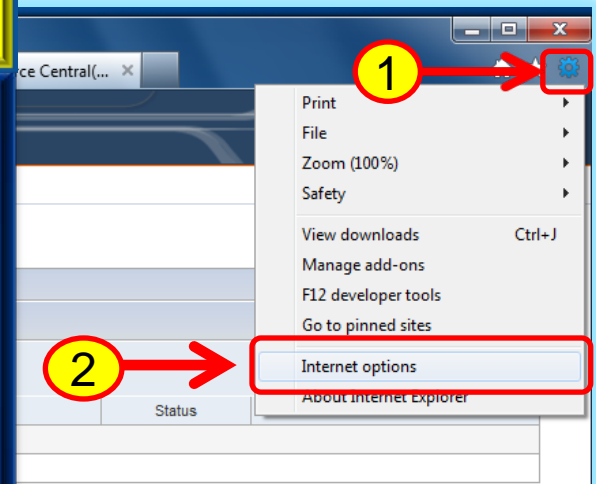 1
rce Central(...
Print
File
Zoom (100%)
Safety
View downloads Ctrl+J
Manage add-ons
F12 developer tools
Go to pinned sites
2
Internet options
About Internet Explorer
Status